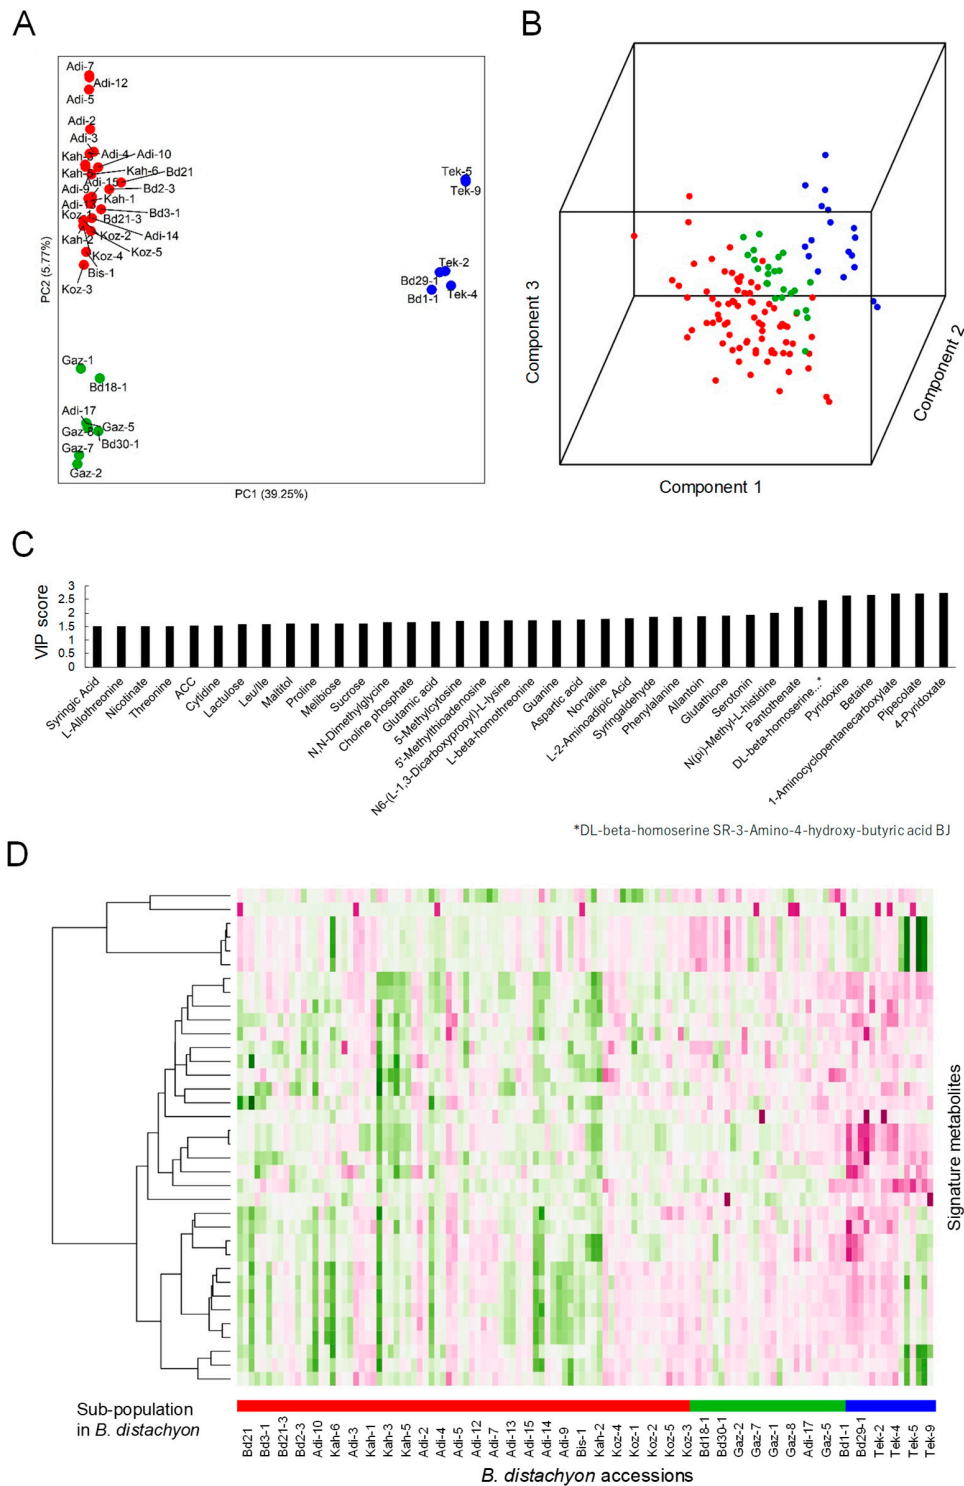 A
B
Adi-7
Adi-12
Adi-5
Adi-2
Adi-3
Adi-4
Adi-10
Kah-6
Bd21
Adi-15
Adi-9
Bd2-3
Kah-1
Koz-1
Bd21-3
Bd3-1
Kah-2
Koz-2
Adi-14
Koz-4
Koz-5
Bis-1
Koz-3
Tek-5
Tek-9
Tek-2
Bd29-1
Bd1-1
Tek-4
Gaz-1
Bd18-1
Adi-17
Gaz-5
Bd30-1
Gaz-7
Gaz-2
PC2 (5.77%)
PC1 (39.25%)
Component 3
Component 2
Component 1
C
VIP score
3
2.5
2
1.5
1
0.5
0
Syringic Acid
L-Allothreonine
Nicotinate
Threonine
ACC
Cytidine
Lactulose
Leu/Ile
Maltitol
Proline
Melibiose
Sucrose
N,N-Dimethylglycine
Choline phosphate
Glutamic acid
5-Methylcytosine
5'-Methylthioadenosine
N6-(L-1,3-Dicarboxypropyl)-L-lysine
L-beta-homothreonine
Guanine
Aspartic acid
Norvaline
L-2-Aminoadipic Acid
Syringaldehyde
Phenylalanine
Allantoin
Glutathione
Serotonin
N(pi)-Methyl-L-histidine
Pantothenate
DL-beta-homoserine...*
Pyridoxine
Betaine
1-Aminocyclopentanecarboxylate
Pipecolate
4-Pyridoxate
*DL-beta-homoserine SR-3-Amino-4-hydroxy-butyric acid BJ
D
Signature metabolites
Sub-population
in B. distachyon
Bd21
Bd3-1
Bd21-3
Bd2-3
Adi-10
Kah-6
Adi-3
Kah-1
Kah-3
Kah-5
Adi-2
Adi-4
Adi-5
Adi-12
Adi-7
Adi-13
Adi-15
Adi-14
Adi-9
Bis-1
Kah-2
Koz-4
Koz-1
Koz-2
Koz-5
Koz-3
Bd18-1
Bd30-1
Gaz-2
Gaz-7
Gaz-1
Gaz-8
Adi-17
Gaz-5
Bd1-1
Bd29-1
Tek-2
Tek-4
Tek-5
Tek-9
B. distachyon accessions